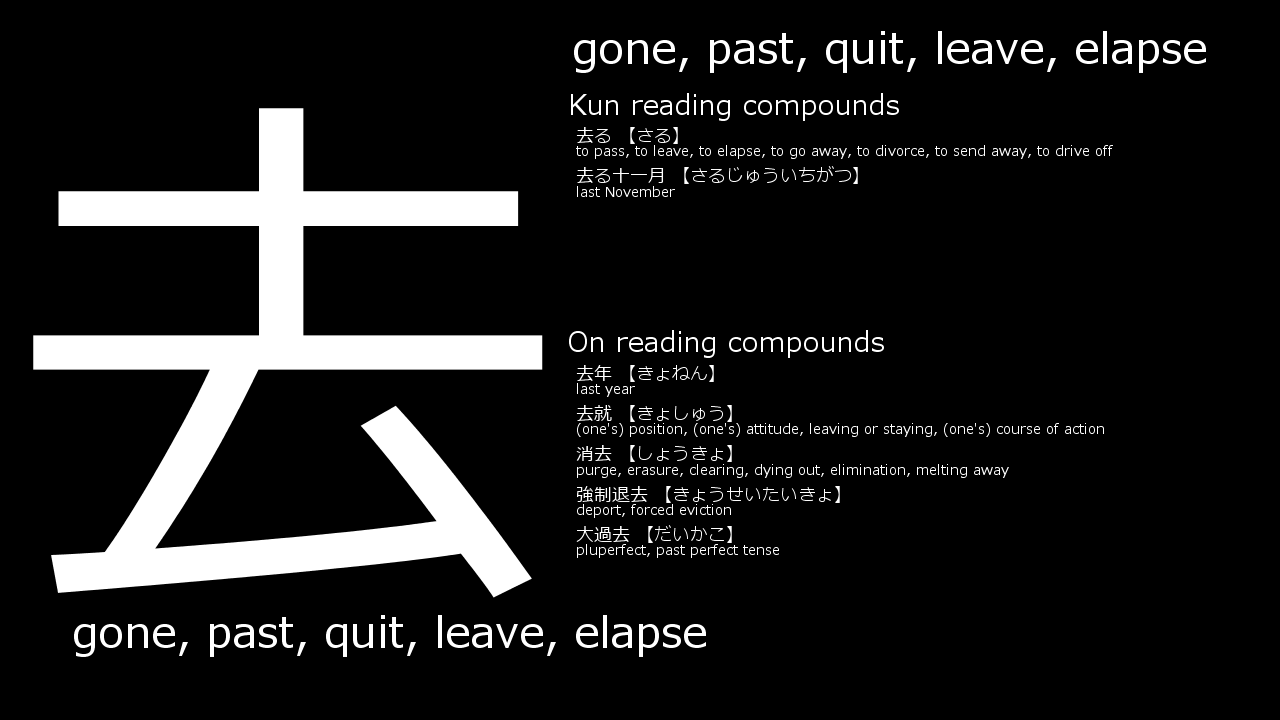 去
gone, past, quit, leave, elapse
gone, past, quit, leave, elapse
Kun reading compounds
去る 【さる】
to pass, to leave, to elapse, to go away, to divorce, to send away, to drive off
去る十一月 【さるじゅういちがつ】
last November
On reading compounds
去年 【きょねん】
last year
去就 【きょしゅう】
(one's) position, (one's) attitude, leaving or staying, (one's) course of action
消去 【しょうきょ】
purge, erasure, clearing, dying out, elimination, melting away
強制退去 【きょうせいたいきょ】
deport, forced eviction
大過去 【だいかこ】
pluperfect, past perfect tense